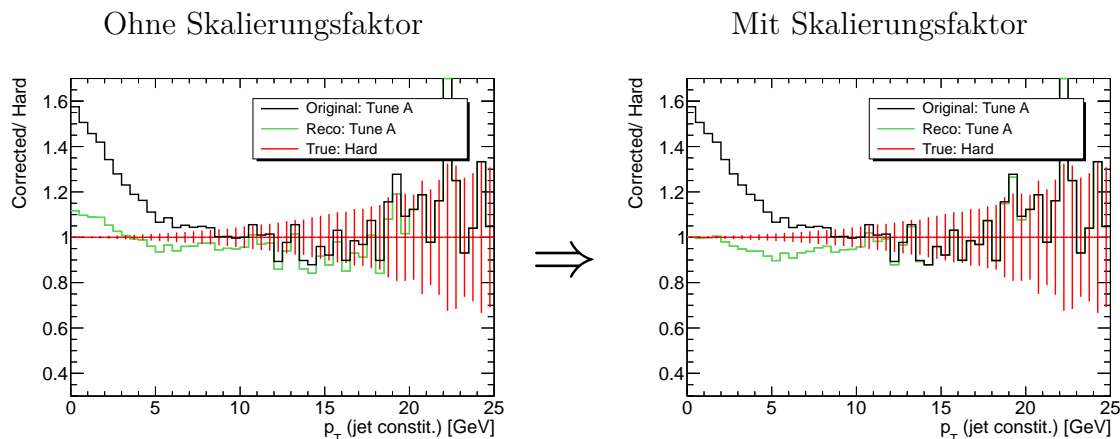 Ohne Skalierungsfaktor
Corrected/ Hard
1.6
1.4
1.2
1
0.8
0.6
0.4
Original: Tune A
Reco: Tune A
True: Hard
0 5 10 15 20 25
p_T (jet constit.) [GeV]
⇒
Mit Skalierungsfaktor
Corrected/ Hard
1.6
1.4
1.2
1
0.8
0.6
0.4
Original: Tune A
Reco: Tune A
True: Hard
0 5 10 15 20 25
p_T (jet constit.) [GeV]